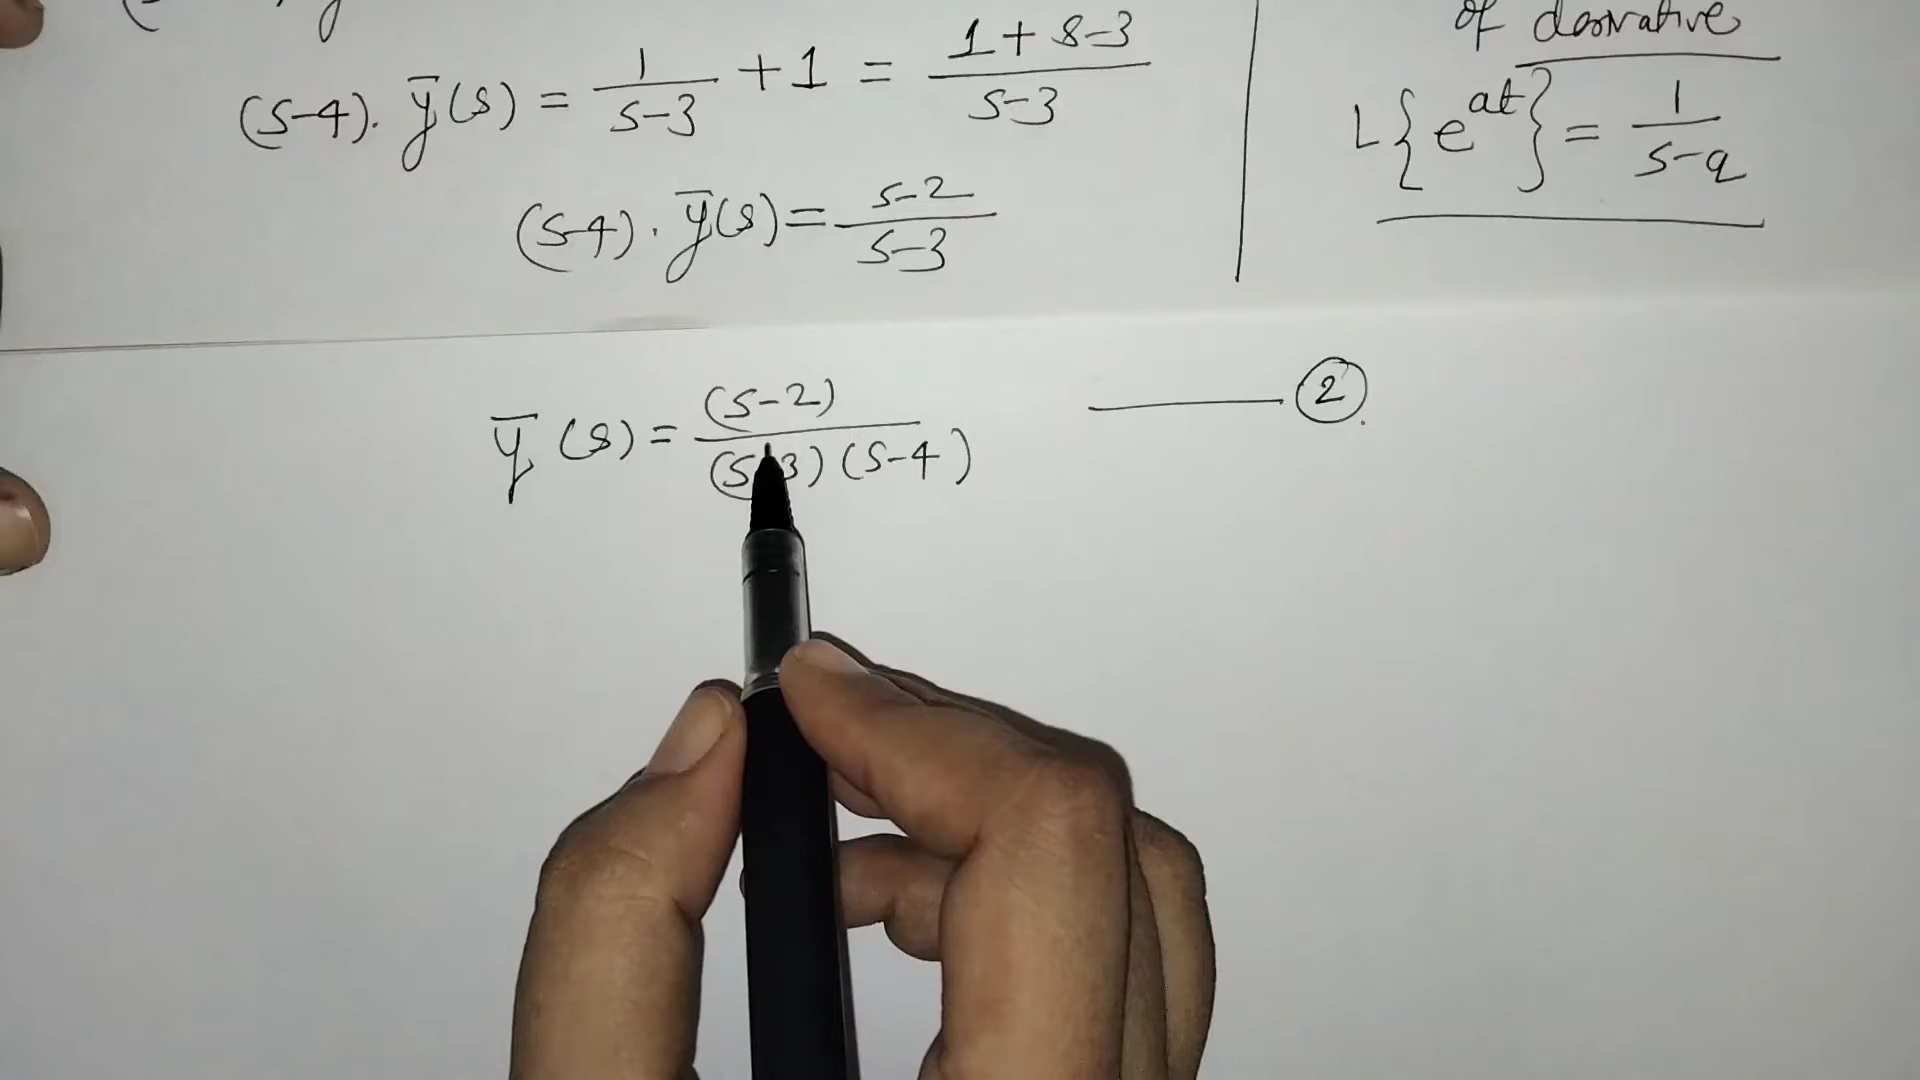 (s-4). ȳ(s) = 1/(s-3) + 1 = (1+s-3)/(s-3)
(s-4). ȳ(s) = (s-2)/(s-3)
of derivative
L{e^at} = 1/(s-a)
ȳ(s) = (s-2)/((s-3)(s-4)) —— ②.